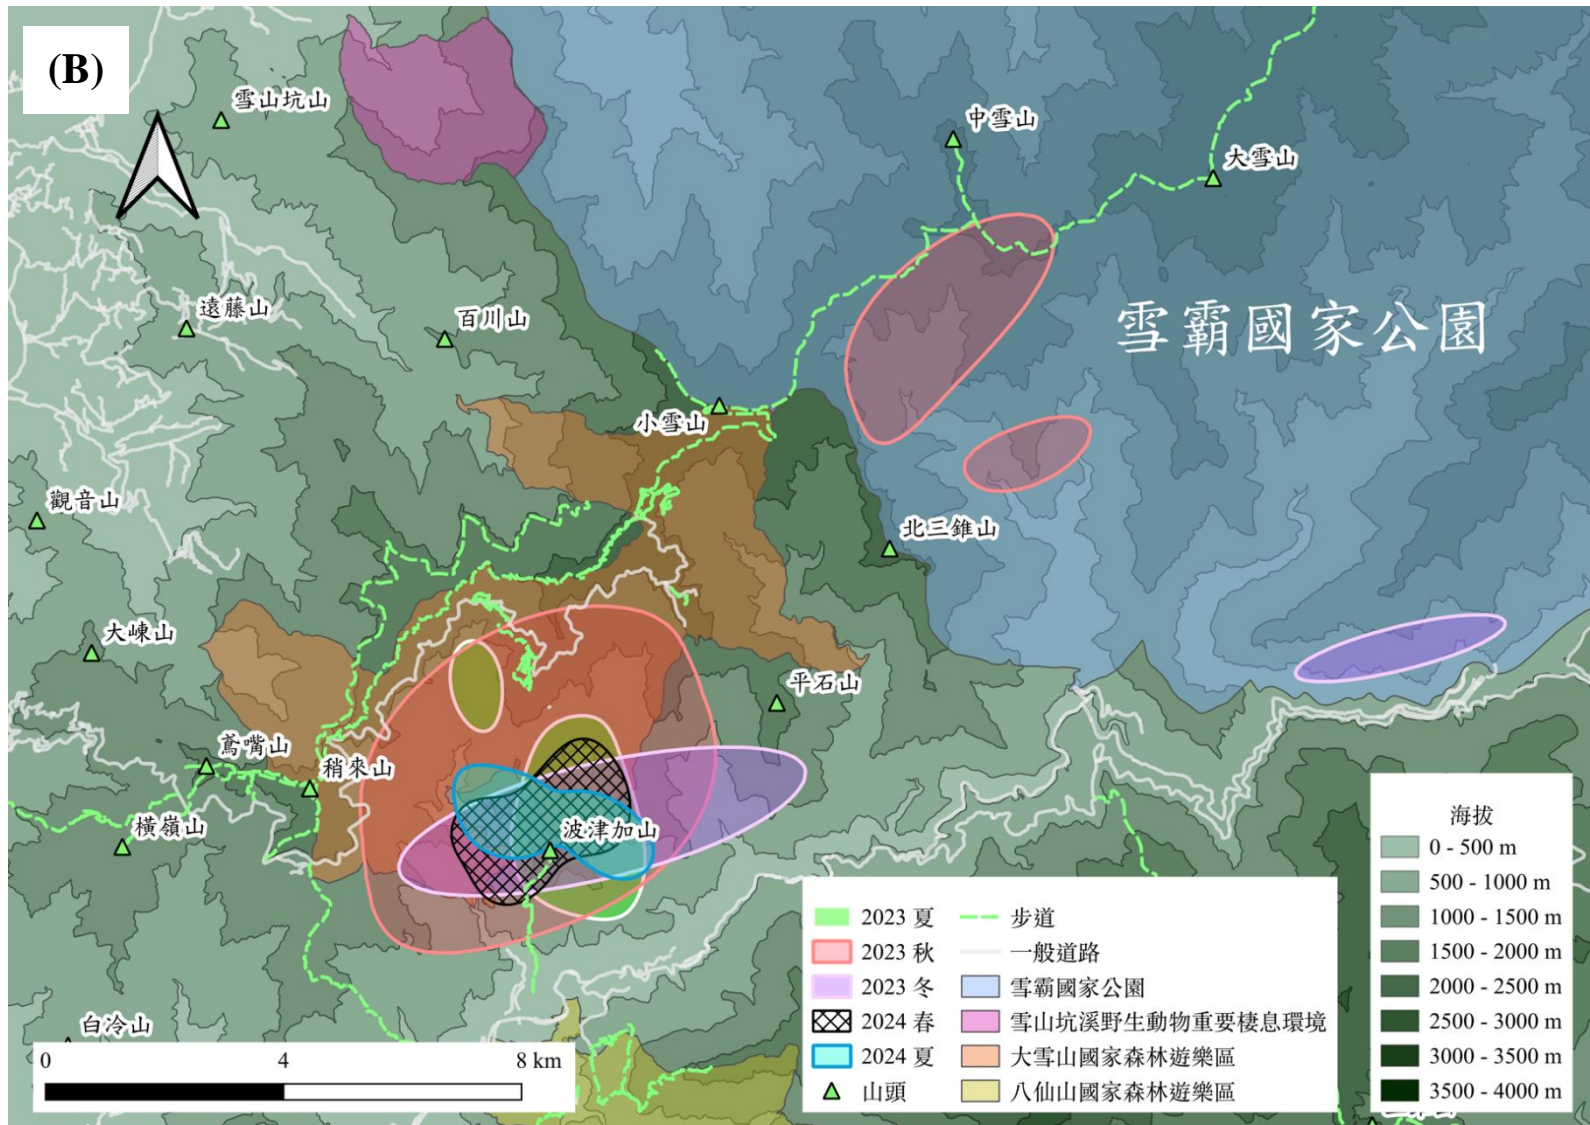 (B)
雪山坑山
中雪山
大雪山
遠藤山
百川山
雪霸國家公園
小雪山
觀音山
北三錐山
大崠山
平石山
鳶嘴山
稍來山
橫嶺山
波津加山
白冷山
0 4 8 km
2023 夏
2023 秋
2023 冬
2024 春
2024 夏
山頭
步道
一般道路
雪霸國家公園
雪山坑溪野生動物重要棲息環境
大雪山國家森林遊樂區
八仙山國家森林遊樂區
海拔
0 - 500 m
500 - 1000 m
1000 - 1500 m
1500 - 2000 m
2000 - 2500 m
2500 - 3000 m
3000 - 3500 m
3500 - 4000 m